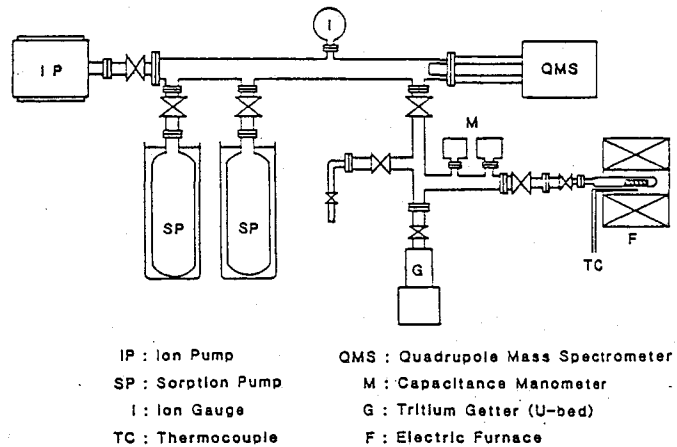 I
IP
QMS
M
SP
SP
F
G
TC
IP : Ion Pump
QMS : Quadrupole Mass Spectrometer
SP : Sorption Pump
M : Capacitance Manometer
I : Ion Gauge
G : Tritium Getter (U-bed)
TC : Thermocouple
F : Electric Furnace